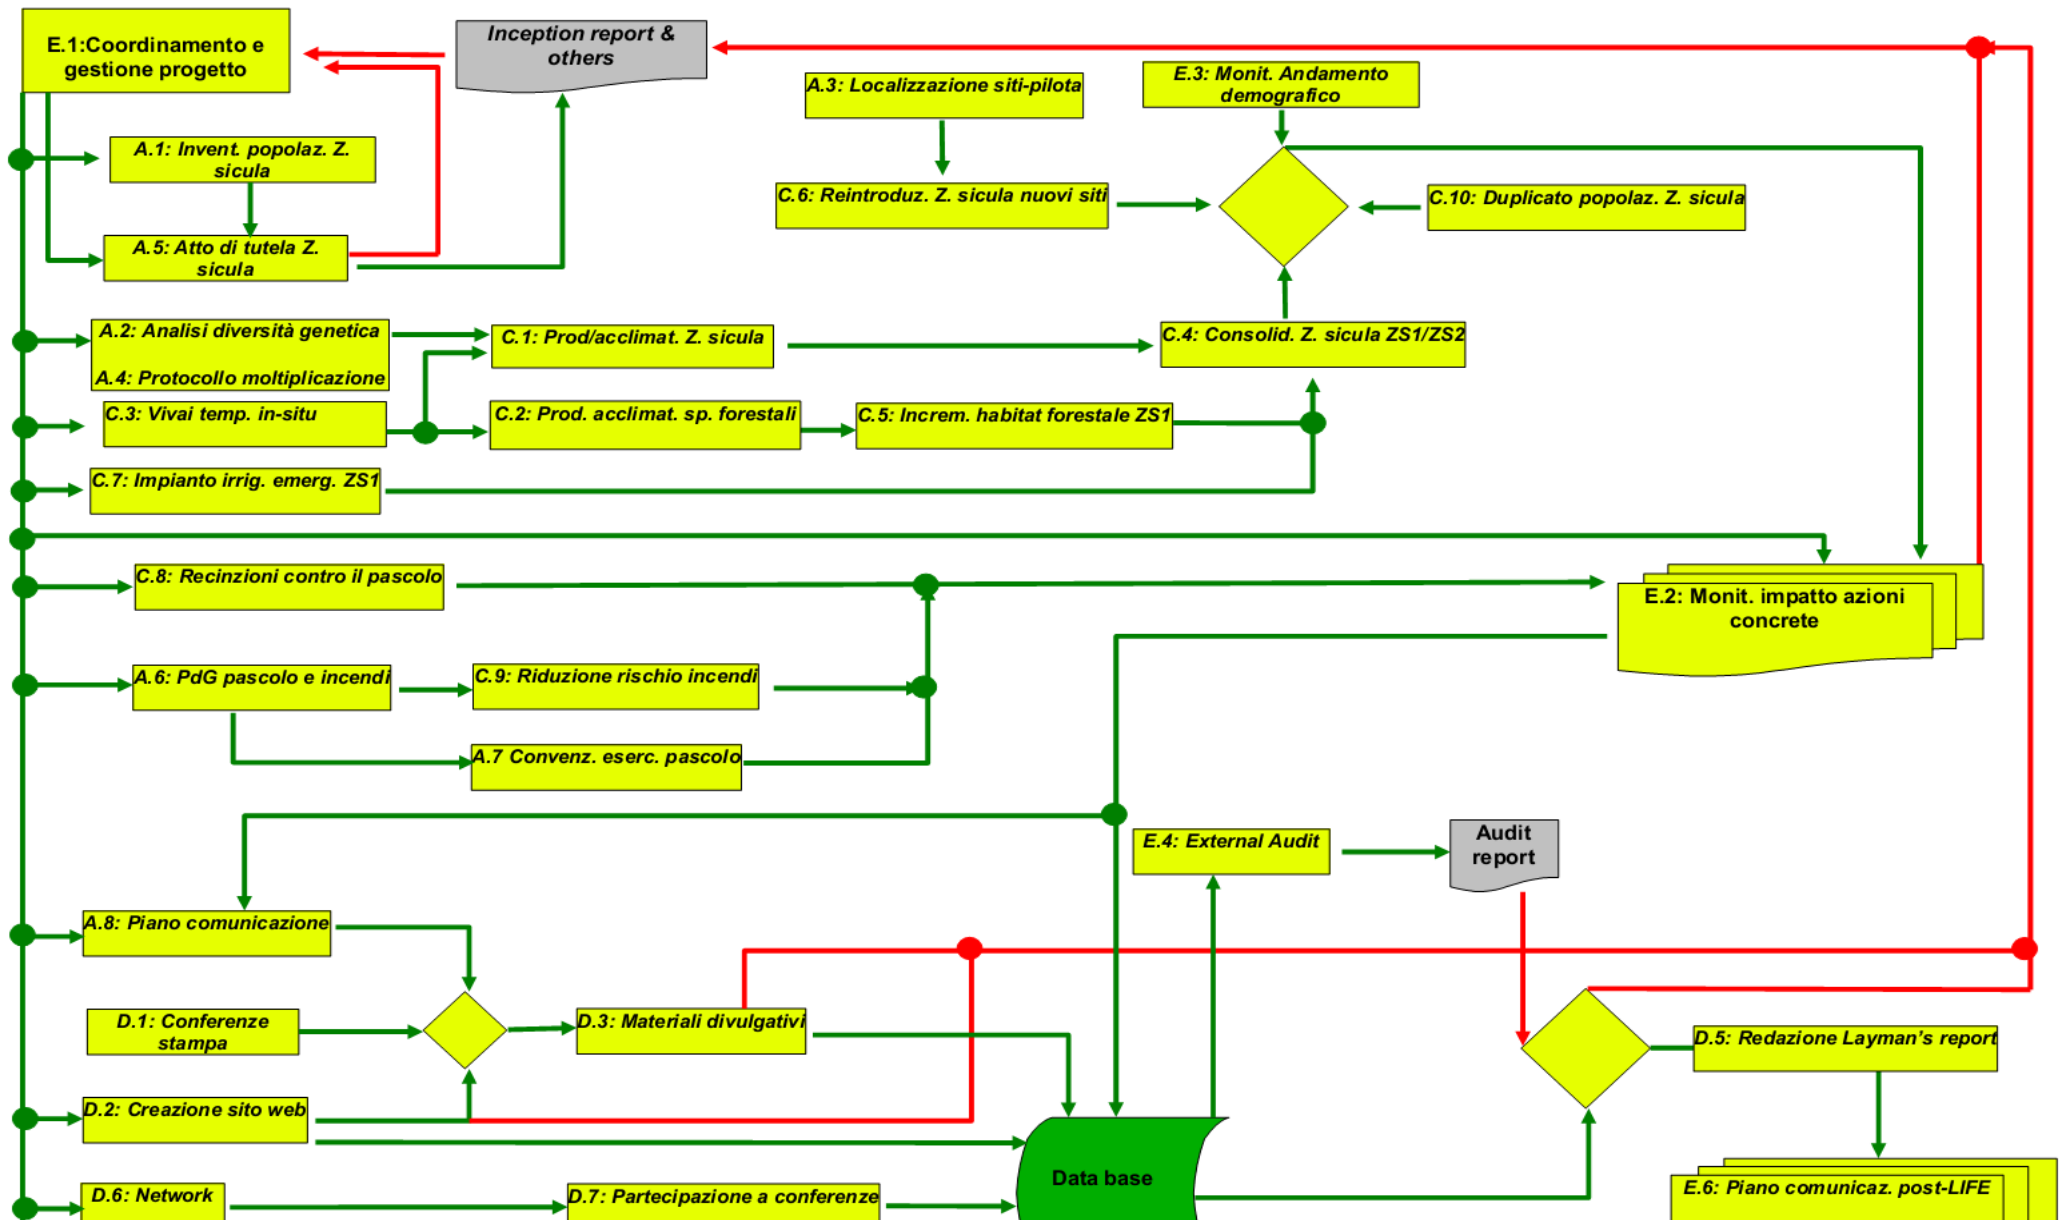 E.1:Coordinamento e
gestione progetto
Inception report &
others
A.3: Localizzazione siti-pilota
E.3: Monit. Andamento
demografico
A.1: Invent. popolaz. Z.
sicula
C.6: Reintroduz. Z. sicula nuovi siti
C.10: Duplicato popolaz. Z. sicula
A.5: Atto di tutela Z.
sicula
A.2: Analisi diversità genetica
A.4: Protocollo moltiplicazione
C.1: Prod/acclimat. Z. sicula
C.4: Consolid. Z. sicula ZS1/ZS2
C.3: Vivai temp. in-situ
C.2: Prod. acclimat. sp. forestali
C.5: Increm. habitat forestale ZS1
C.7: Impianto irrig. emerg. ZS1
C.8: Recinzioni contro il pascolo
E.2: Monit. impatto azioni
concrete
A.6: PdG pascolo e incendi
C.9: Riduzione rischio incendi
A.7 Convenz. eserc. pascolo
E.4: External Audit
Audit
report
A.8: Piano comunicazione
D.1: Conferenze
stampa
D.3: Materiali divulgativi
D.5: Redazione Layman's report
D.2: Creazione sito web
Data base
D.6: Network
D.7: Partecipazione a conferenze
E.6: Piano comunicaz. post-LIFE